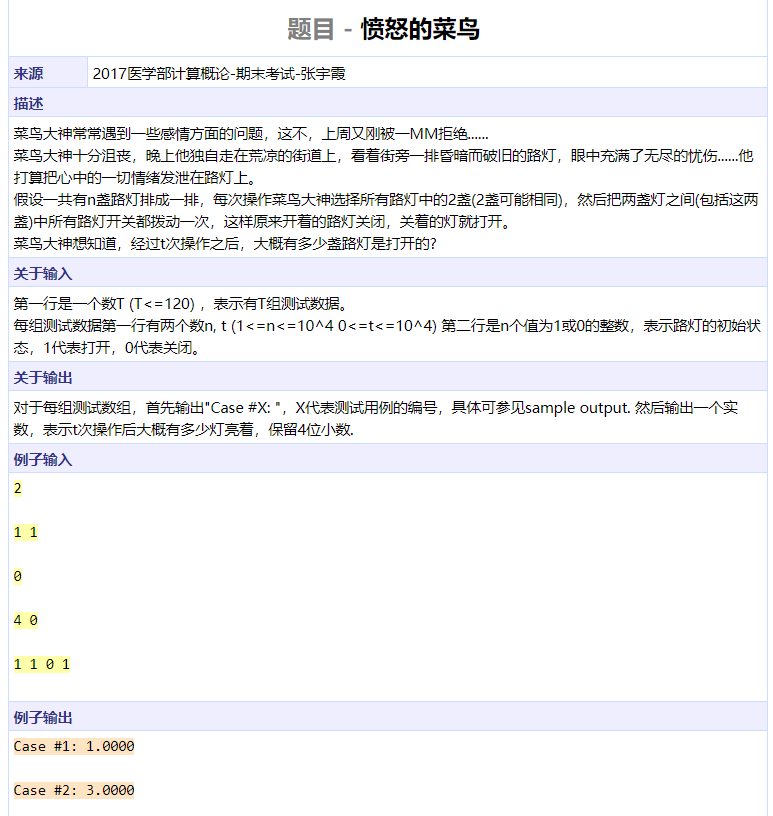 题目 - 愤怒的菜鸟
来源 2017医学部计算概论-期末考试-张宇霞
描述
菜鸟大神常常遇到一些感情方面的问题，这不，上周又刚被一MM拒绝......
菜鸟大神十分沮丧，晚上他独自走在荒凉的街道上，看着街旁一排昏暗而破旧的路灯，眼中充满了无尽的忧伤......他
打算把心中的一切情绪发泄在路灯上。
假设一共有n盏路灯排成一排，每次操作菜鸟大神选择所有路灯中的2盏(2盏可能相同)，然后把两盏灯之间(包括这两
盏)中所有路灯开关都拨动一次，这样原来开着的路灯关闭，关着的灯就打开。
菜鸟大神想知道，经过t次操作之后，大概有多少盏路灯是打开的?
关于输入
第一行是一个数T (T<=120) ，表示有T组测试数据。
每组测试数据第一行有两个数n, t (1<=n<=10^4 0<=t<=10^4) 第二行是n个值为1或0的整数，表示路灯的初始状
态，1代表打开，0代表关闭。
关于输出
对于每组测试数组，首先输出"Case #X: "，X代表测试用例的编号，具体可参见sample output. 然后输出一个实
数，表示t次操作后大概有多少灯亮着，保留4位小数.
例子输入
2
1 1
0
4 0
1 1 0 1
例子输出
Case #1: 1.0000
Case #2: 3.0000